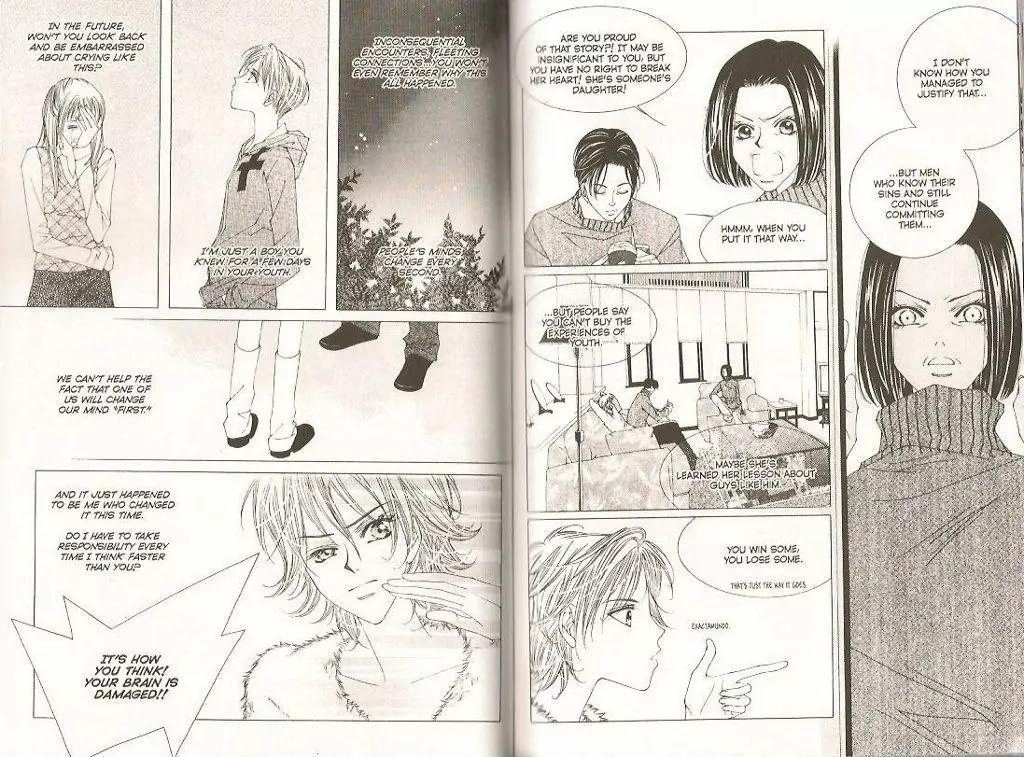 IN THE FUTURE,
WON'T YOU LOOK BACK
AND BE EMBARRASSED
ABOUT CRYING LIKE
THIS?
I'M JUST A BOY YOU
KNEW FOR A FEW DAYS
IN YOUR YOUTH.
INCONSEQUENTIAL
ENCOUNTERS, FLEETING
CONNECTIONS...YOU WON'T
EVEN REMEMBER WHY THIS
ALL HAPPENED.
PEOPLE'S MINDS
CHANGE EVERY
SECOND.
WE CAN'T HELP THE
FACT THAT ONE OF
US WILL CHANGE
OUR MIND "FIRST."
AND IT JUST HAPPENED
TO BE ME WHO CHANGED
IT THIS TIME.
DO I HAVE TO TAKE
RESPONSIBILITY EVERY
TIME I THINK FASTER
THAN YOU?
IT'S HOW
YOU THINK!
YOUR BRAIN IS
DAMAGED!!
ARE YOU PROUD
OF THAT STORY?! IT MAY BE
INSIGNIFICANT TO YOU, BUT
YOU HAVE NO RIGHT TO BREAK
HER HEART! SHE'S SOMEONE'S
DAUGHTER!
HMMM, WHEN YOU
PUT IT THAT WAY...
...BUT PEOPLE SAY
YOU CAN'T BUY THE
EXPERIENCES OF
YOUTH.
MAYBE SHE'S
LEARNED HER LESSON ABOUT
GUYS LIKE HIM.
YOU WIN SOME,
YOU LOSE SOME.
THAT'S JUST THE WAY IT GOES.
EXACTAMUNDO.
I DON'T
KNOW HOW YOU
MANAGED TO
JUSTIFY THAT...
...BUT MEN
WHO KNOW THEIR
SINS AND STILL
CONTINUE
COMMITTING
THEM...